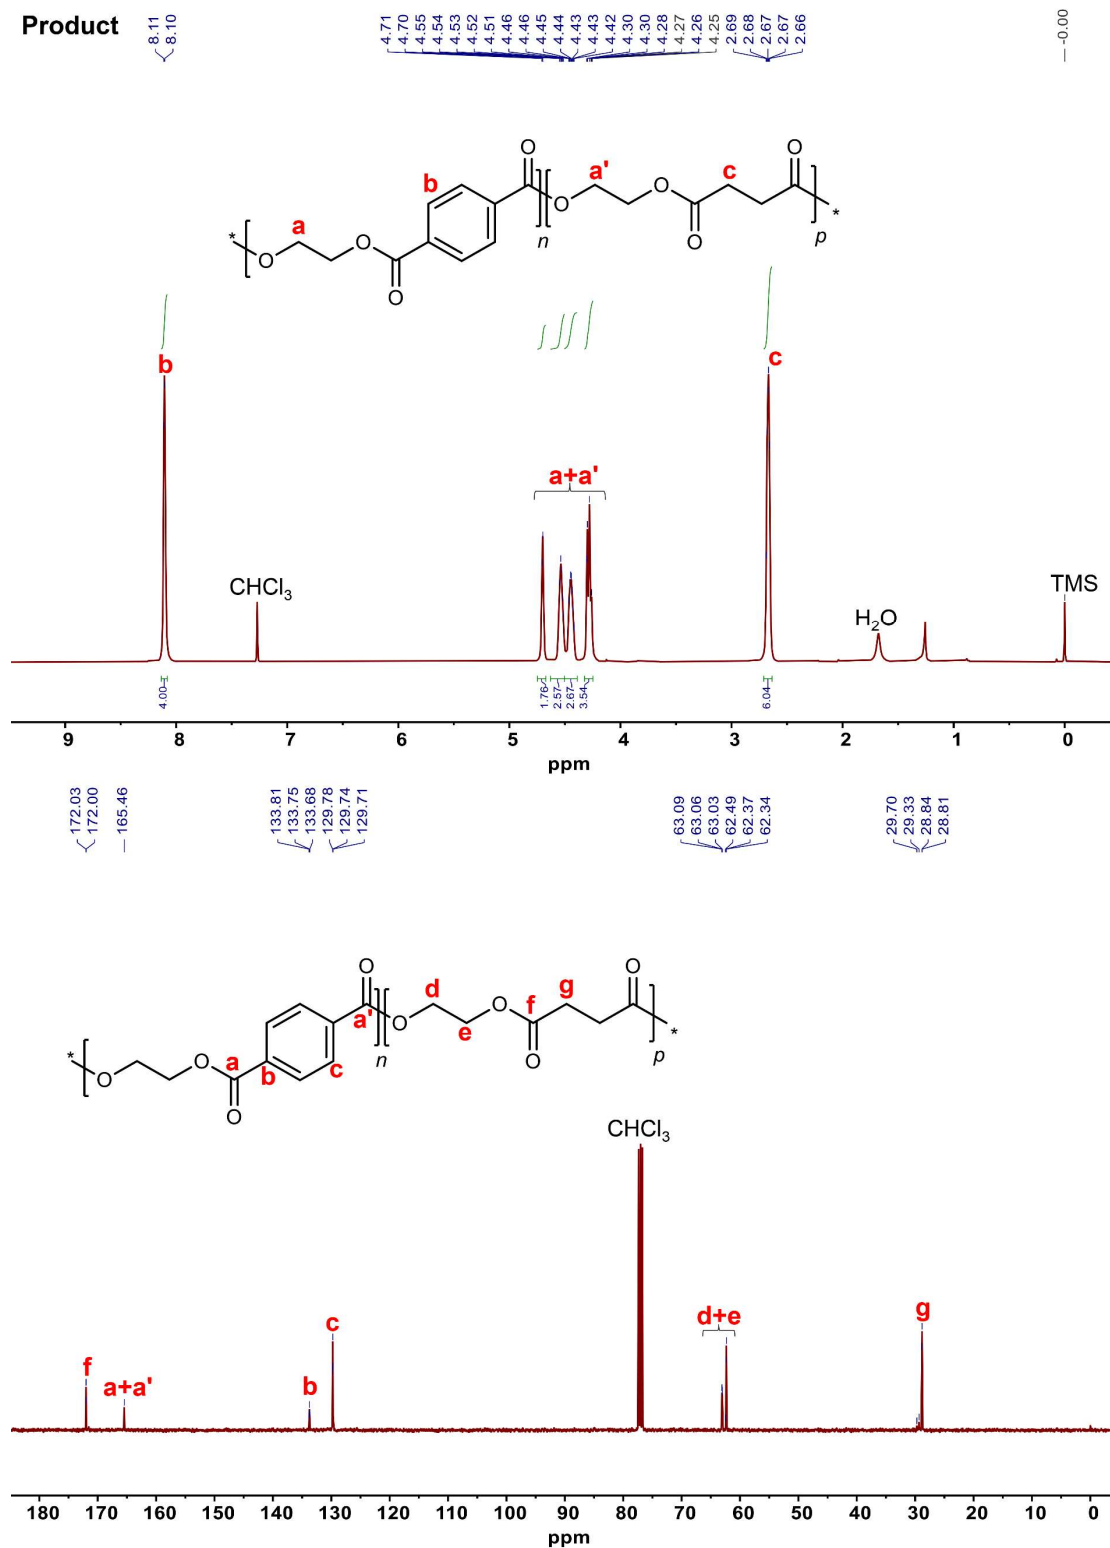 Product
8.11
8.10
4.71
4.70
4.55
4.54
4.53
4.52
4.51
4.46
4.46
4.45
4.44
4.43
4.43
4.42
4.30
4.30
4.28
4.27
4.26
4.25
2.69
2.68
2.67
2.67
2.66
-0.00
O
b
a'
O
c
O
*
a
O
n
O
O
p
*
O
O
b
c
a+a'
CHCl₃
H₂O
TMS
4.00
1.76
2.57
2.67
3.54
6.04
9 8 7 6 5 4 3 2 1 0
ppm
172.03
172.00
165.46
133.81
133.75
133.68
129.78
129.74
129.71
63.09
63.06
63.03
62.49
62.37
62.34
29.70
29.33
28.84
28.81
O
O
d
O
f
g
a'
O
e
*
O
a
n
O
p
*
O
b
c
O
CHCl₃
f
a+a'
b
c
d+e
g
180 170 160 150 140 130 120 110 100 90 80 70 60 50 40 30 20 10 0
ppm